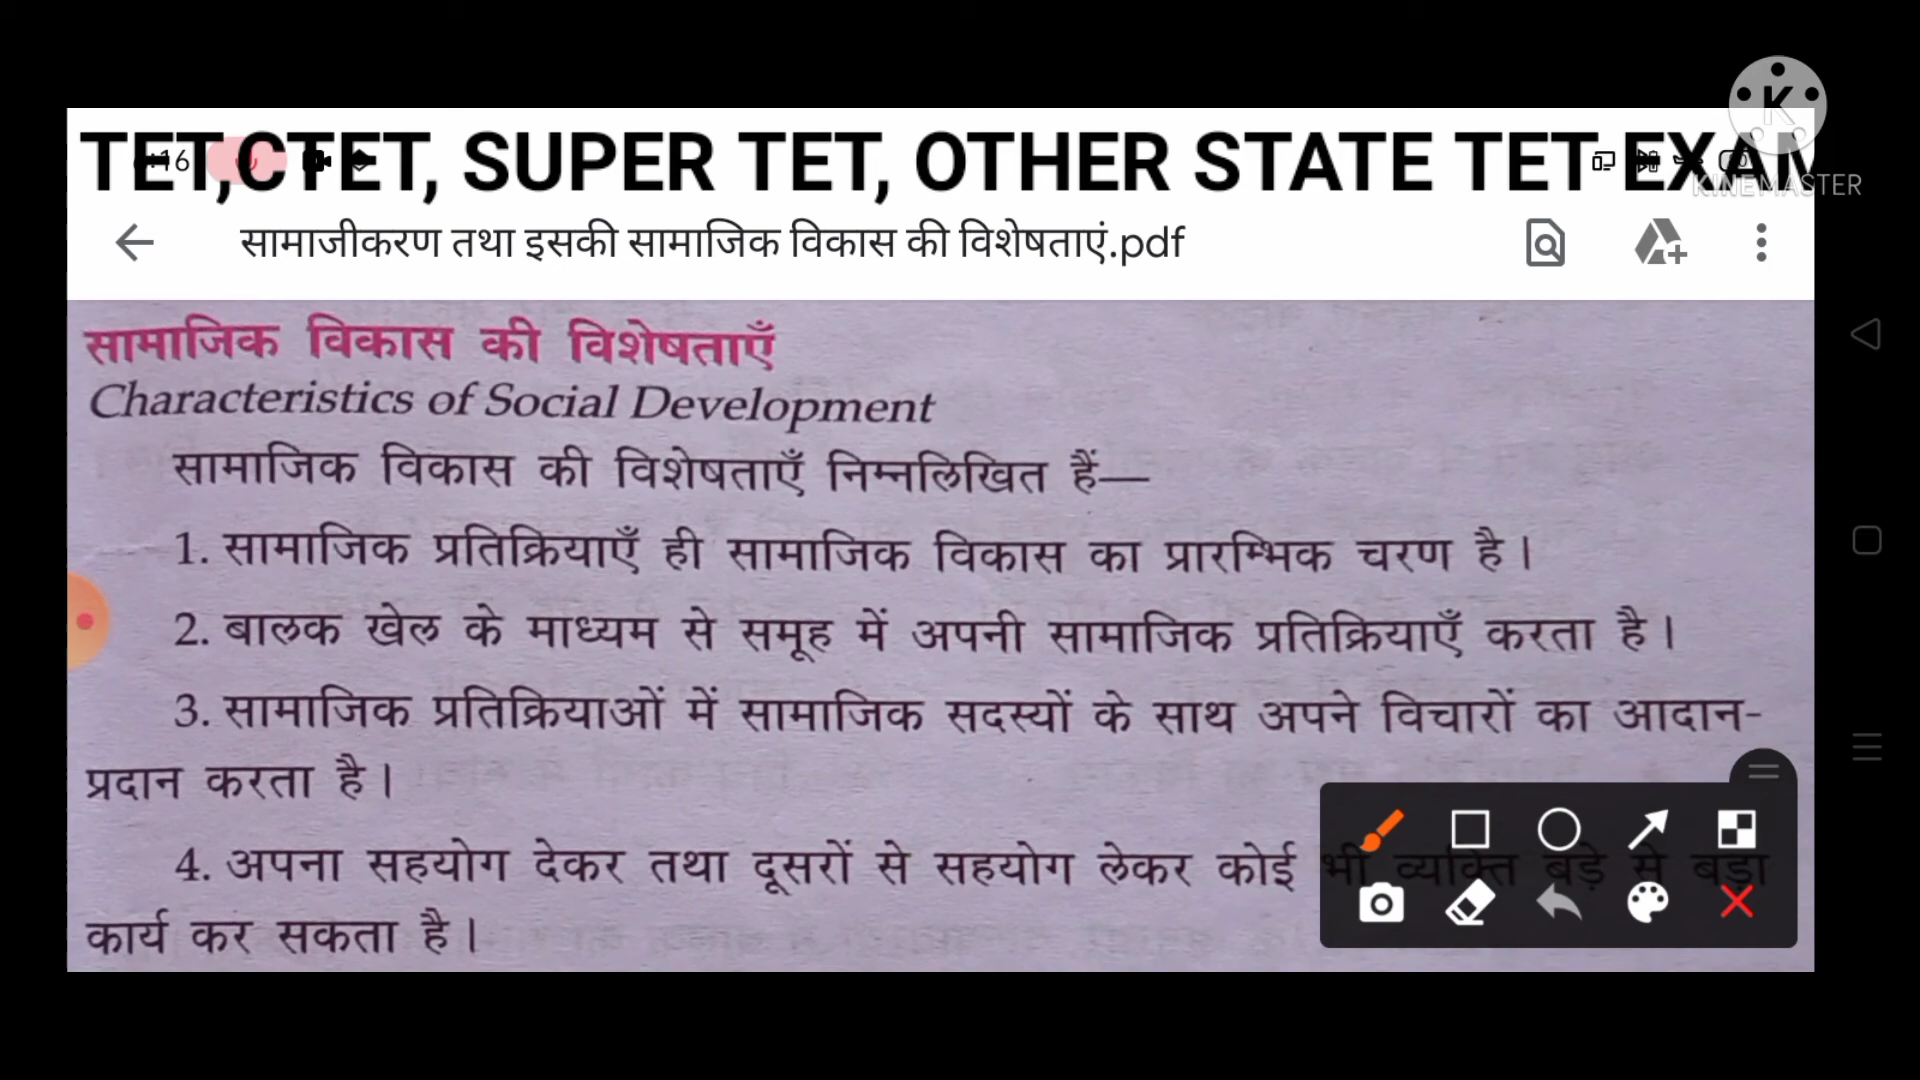 TET,CTET, SUPER TET, OTHER STATE TET EXAM
KINEMASTER
सामाजीकरण तथा इसकी सामाजिक विकास की विशेषताएं.pdf
सामाजिक विकास की विशेषताएँ
Characteristics of Social Development
सामाजिक विकास की विशेषताएँ निम्नलिखित हैं—
1. सामाजिक प्रतिक्रियाएँ ही सामाजिक विकास का प्रारम्भिक चरण है।
2. बालक खेल के माध्यम से समूह में अपनी सामाजिक प्रतिक्रियाएँ करता है।
3. सामाजिक प्रतिक्रियाओं में सामाजिक सदस्यों के साथ अपने विचारों का आदान-
प्रदान करता है।
4. अपना सहयोग देकर तथा दूसरों से सहयोग लेकर कोई भी व्यक्ति बड़े से बड़ा
कार्य कर सकता है।